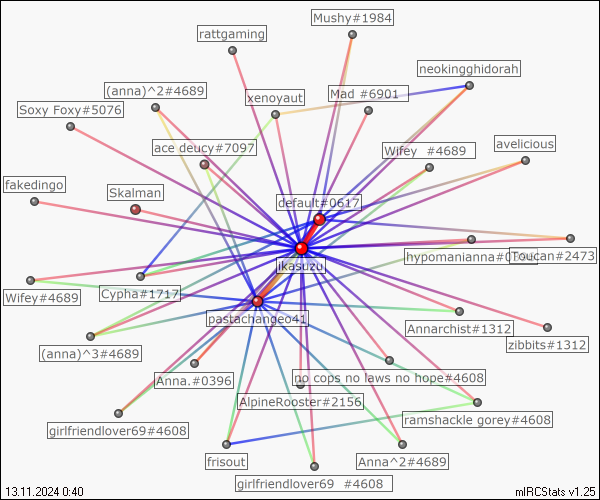 Mushy#1984
rattgaming
neokingghidorah
(anna)^2#4689
xenoyaut
Mad #6901
Soxy Foxy#5076
ace deucy#7097
Wifey #4689
avelicious
fakedingo
Skalman
default#0617
hypomanianna#0
Toucan#2473
ikasuzu
Wifey#4689
Cypha#1717
pastachangeo41
Annarchist#1312
zibbits#1312
(anna)^3#4689
Anna.#0396
no cops no laws no hope#4608
AlpineRooster#2156
ramshackle gorey#4608
girlfriendlover69#4608
frisout
Anna^2#4689
girlfriendlover69 #4608
13.11.2024 0:40
mIRCStats v1.25